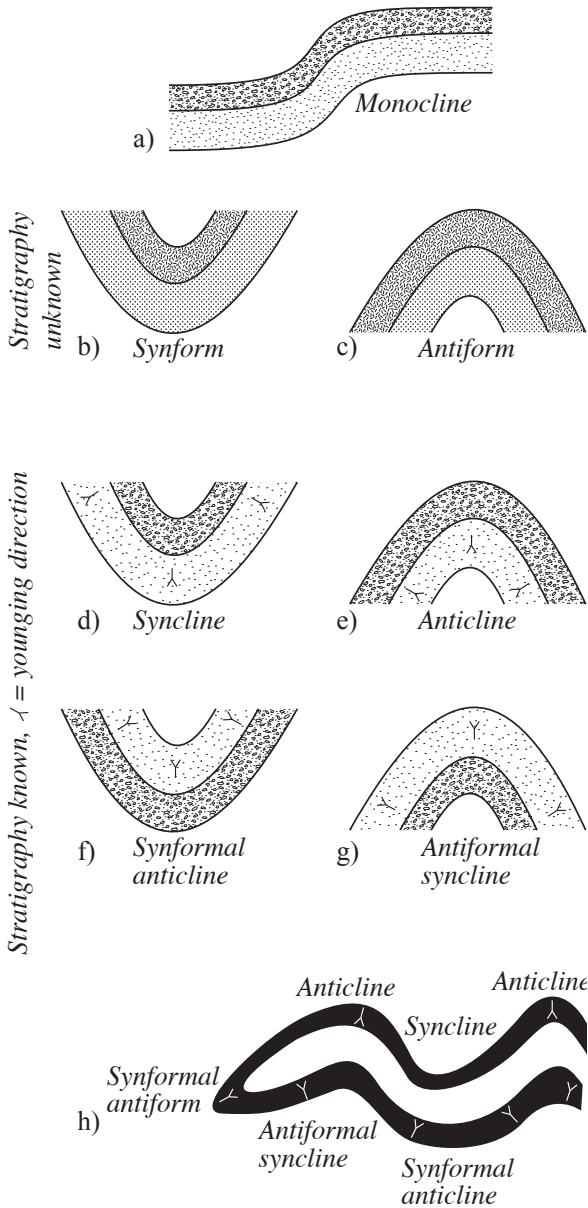 Monocline
a)
Stratigraphy
unknown
b)
Synform
c)
Antiform
Stratigraphy known, = younging direction
d)
Syncline
e)
Anticline
f)
Synformal
anticline
g)
Antiformal
syncline
Anticline
Anticline
Syncline
Synformal
antiform
h)
Antiformal
syncline
Synformal
anticline